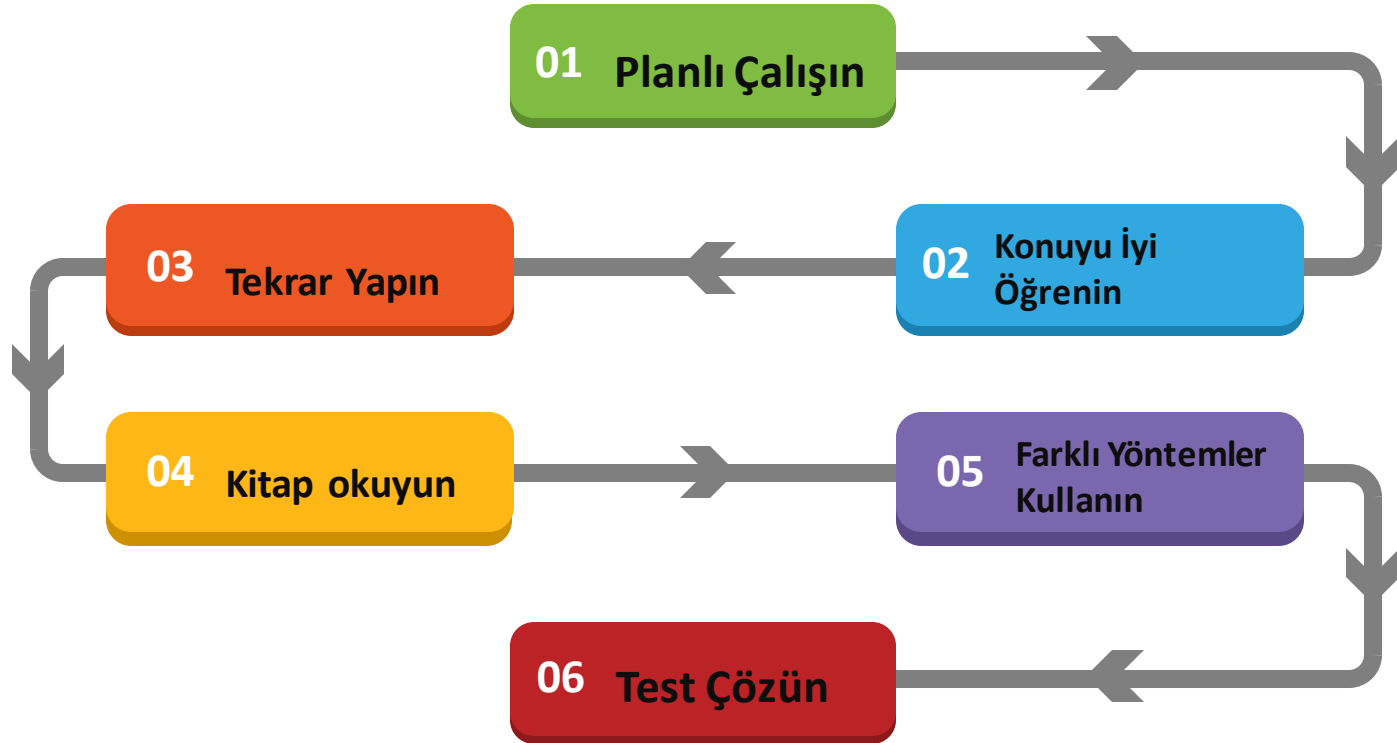 01 Planlı Çalışın
02 Konuyu İyi
Öğrenin
03 Tekrar Yapın
04 Kitap okuyun
05 Farklı Yöntemler
Kullanın
06 Test Çözün